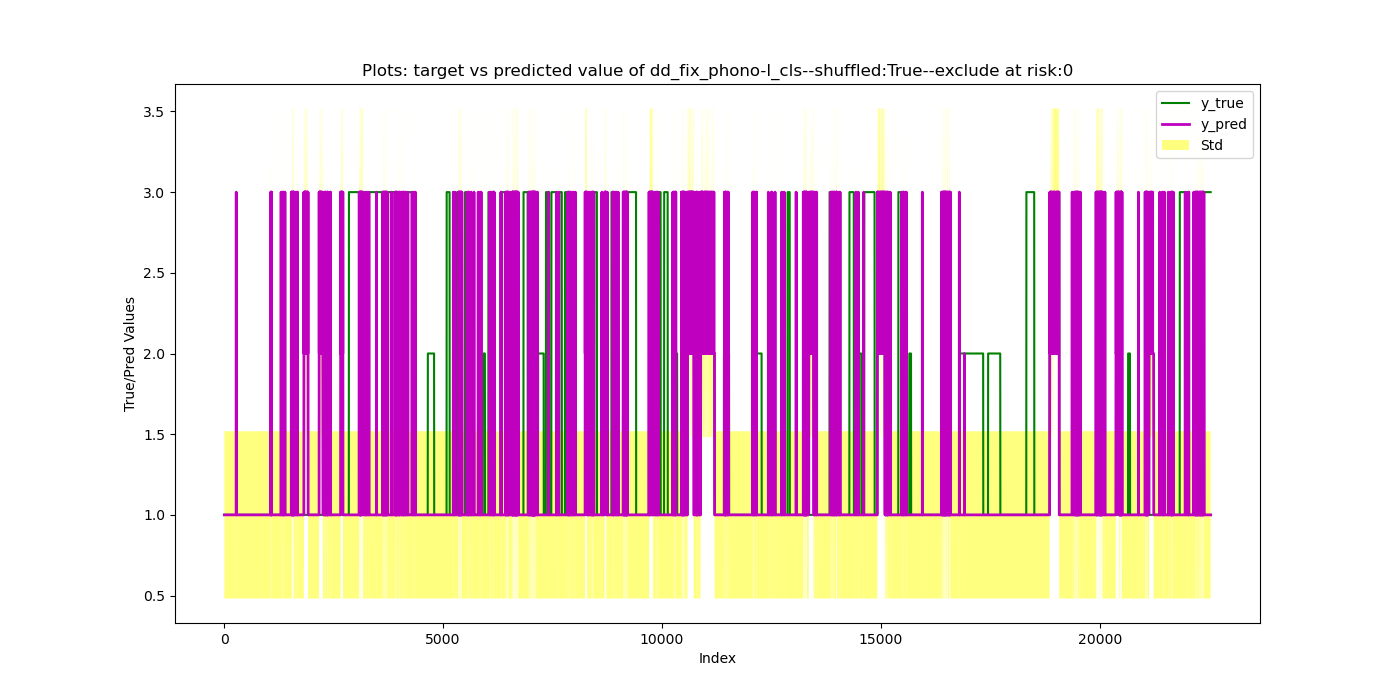 Plots: target vs predicted value of dd_fix_phono-l_cls--shuffled:True--exclude at risk:0
y_true
y_pred
Std
True/Pred Values
3.5
3.0
2.5
2.0
1.5
1.0
0.5
0
5000
10000
15000
20000
Index